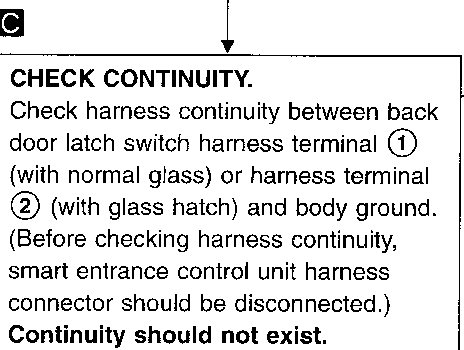 C
CHECK CONTINUITY.
Check harness continuity between back
door latch switch harness terminal ①
(with normal glass) or harness terminal
② (with glass hatch) and body ground.
(Before checking harness continuity,
smart entrance control unit harness
connector should be disconnected.)
Continuity should not exist.